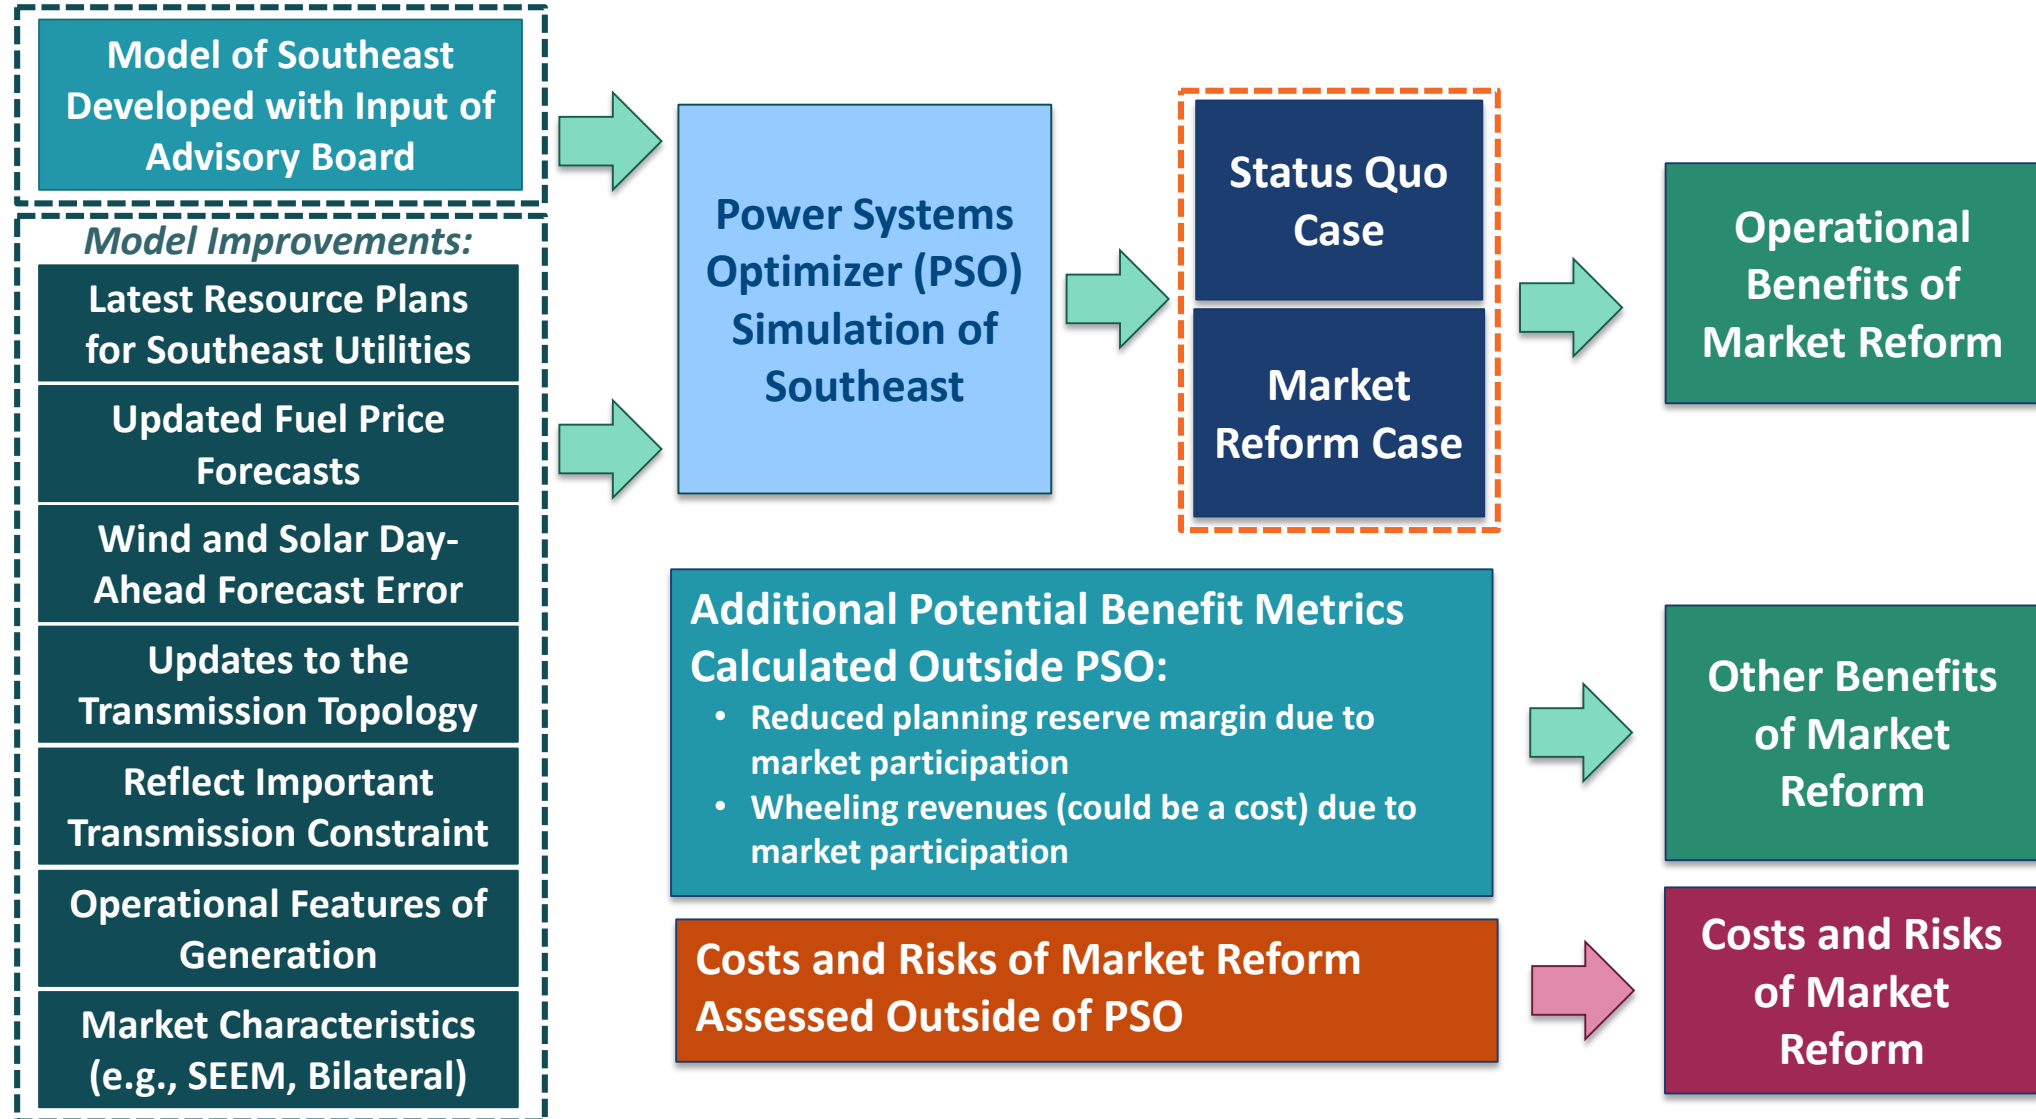 Model of Southeast
Developed with Input of
Advisory Board
Model Improvements:
Latest Resource Plans
for Southeast Utilities
Updated Fuel Price
Forecasts
Wind and Solar Day-
Ahead Forecast Error
Updates to the
Transmission Topology
Reflect Important
Transmission Constraint
Operational Features of
Generation
Market Characteristics
(e.g., SEEM, Bilateral)
Power Systems
Optimizer (PSO)
Simulation of
Southeast
Status Quo
Case
Market
Reform Case
Operational
Benefits of
Market Reform
Additional Potential Benefit Metrics
Calculated Outside PSO:
• Reduced planning reserve margin due to
market participation
• Wheeling revenues (could be a cost) due to
market participation
Other Benefits
of Market
Reform
Costs and Risks of Market Reform
Assessed Outside of PSO
Costs and Risks
of Market
Reform